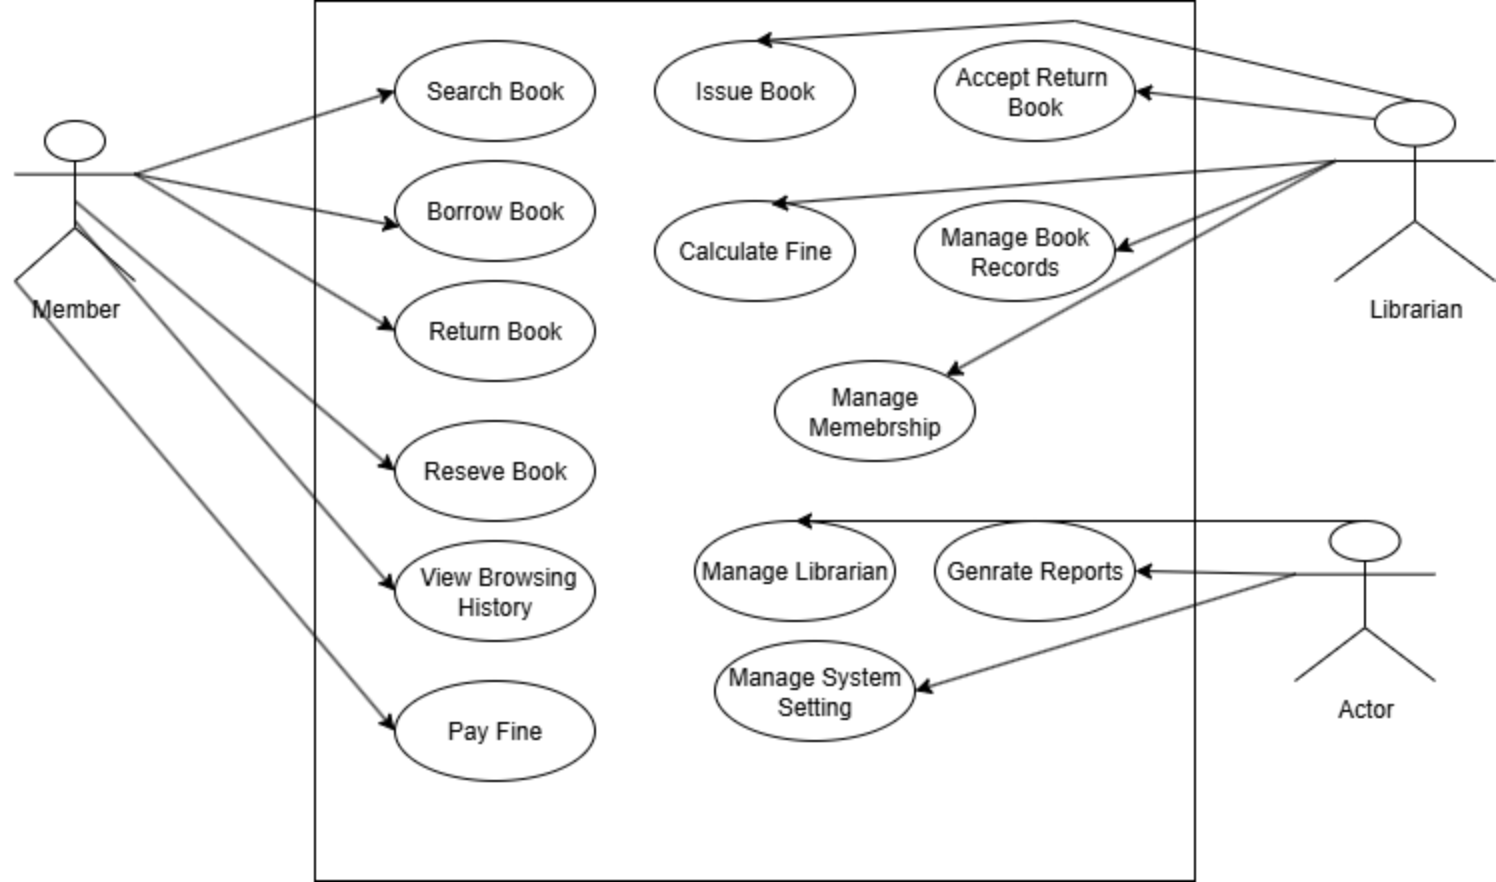 Search Book
Issue Book
Accept Return
Book
Borrow Book
Calculate Fine
Manage Book
Records
Member
Librarian
Return Book
Manage
Memebrship
Reseve Book
View Browsing
History
Manage Librarian
Genrate Reports
Manage System
Setting
Actor
Pay Fine